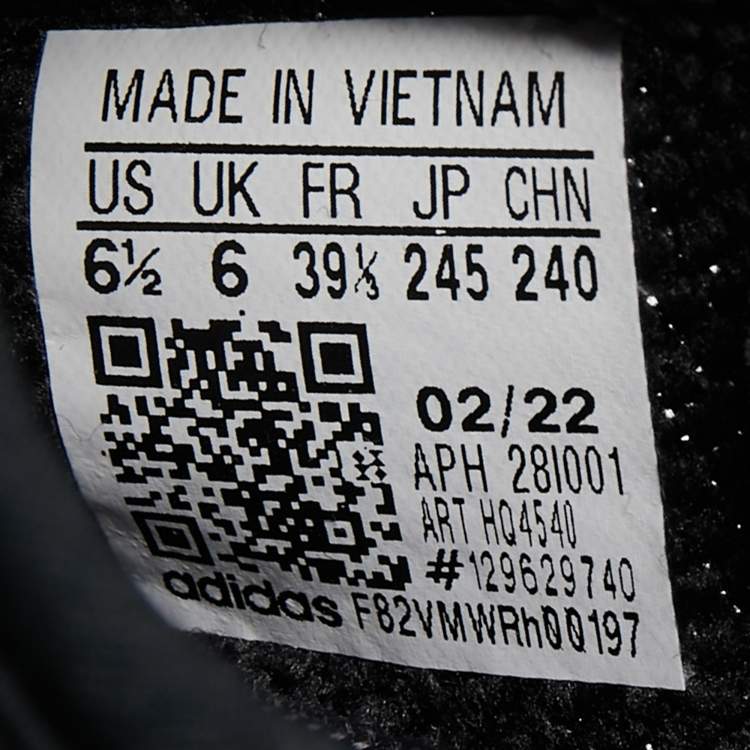 MADE IN VIETNAM
US UK FR JP CHN
6½ 6 39⅓ 245 240
02/22
APH 28I001
ART HQ4540
#129629740
adidas F82VMWRh00197